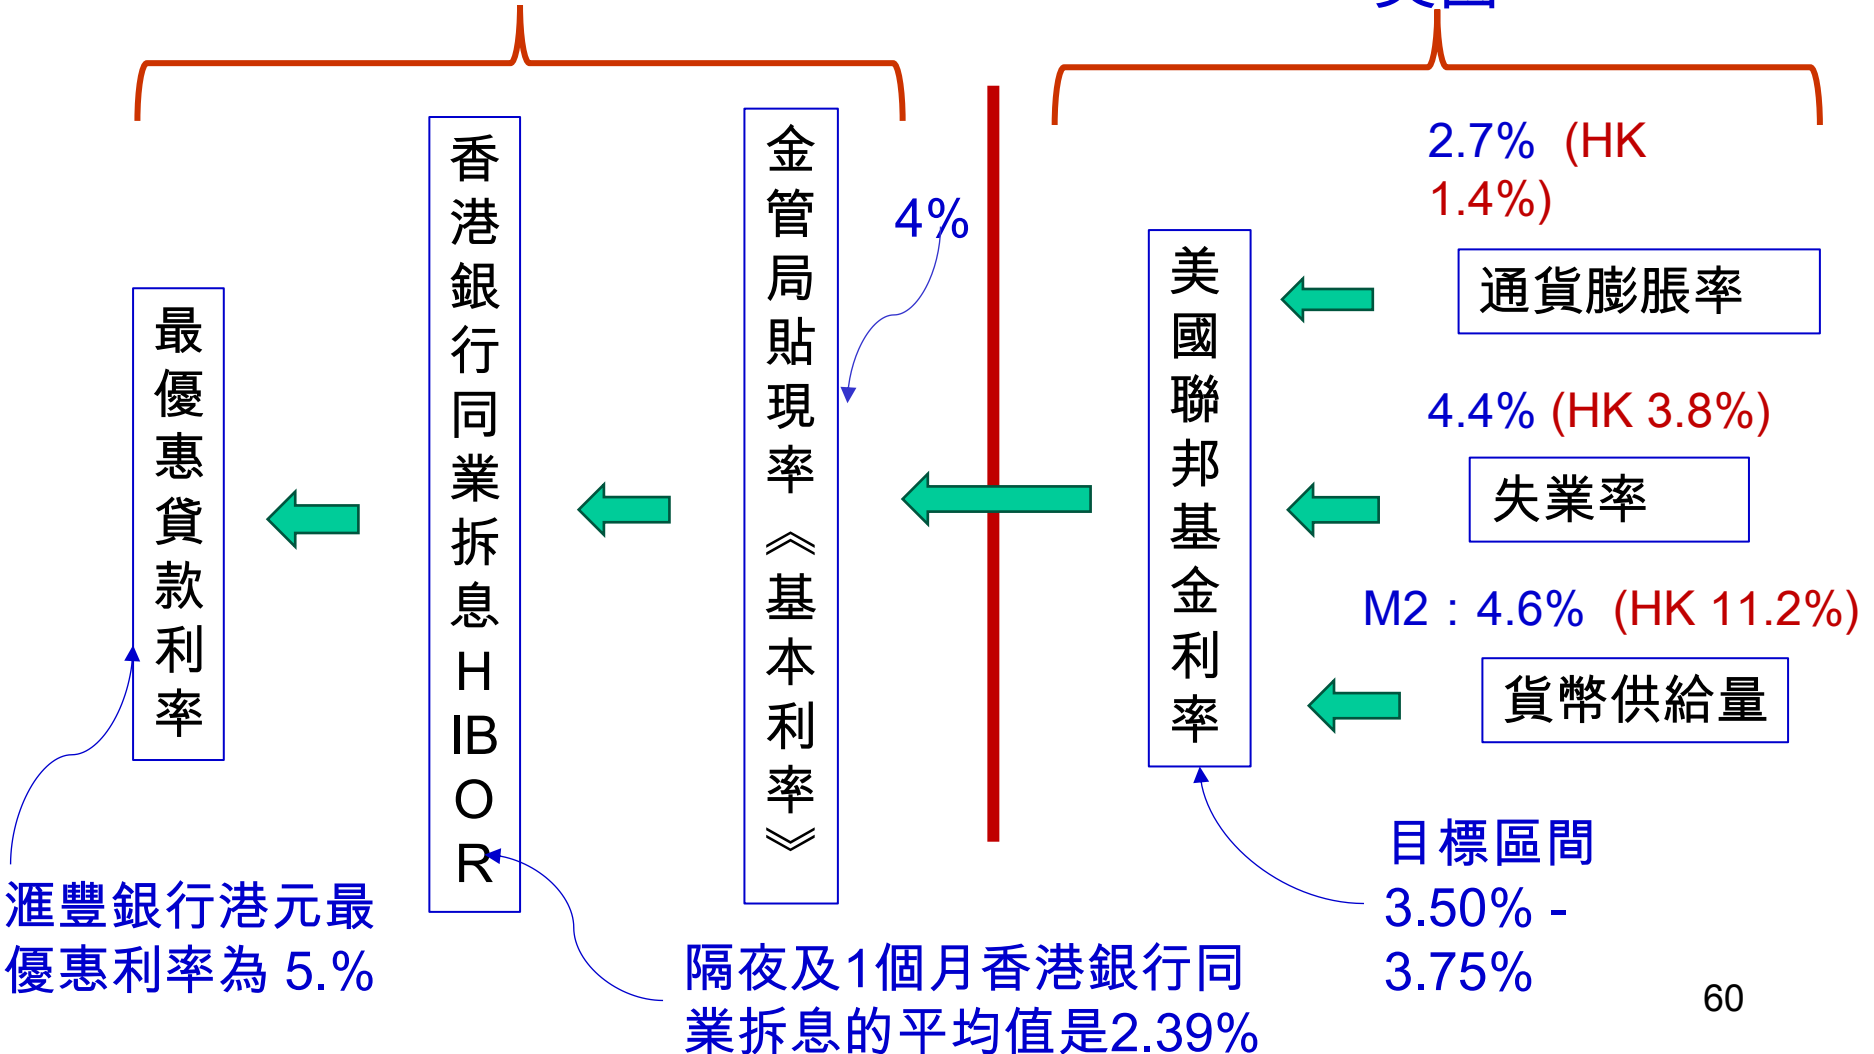 2.7% (HK
1.4%)
香港銀行同業拆息HIBOR
金管局貼現率《基本利率》
4%
美國聯邦基金利率
通貨膨脹率
最優惠貸款利率
4.4% (HK 3.8%)
失業率
M2：4.6% (HK 11.2%)
貨幣供給量
目標區間
3.50% -
3.75%
滙豐銀行港元最
優惠利率為 5.%
隔夜及1個月香港銀行同
業拆息的平均值是2.39%
60